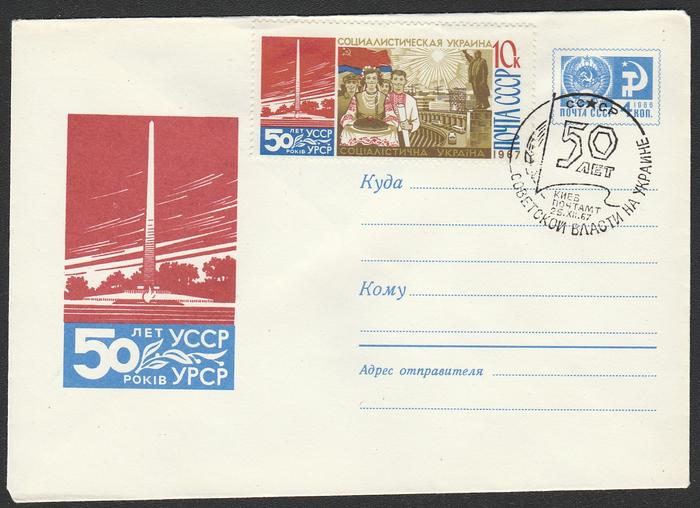 СОЦИАЛИСТИЧЕСКАЯ УКРАИНА
10к
ПОЧТА СССР
50 ЛЕТ УССР
РОКІВ УРСР
СОЦІАЛІСТИЧНА УКРАЇНА
1967
1966
ПОЧТА СССР 4 КОП.
СССР
50
ЛЕТ
КИЕВ
ПОЧТАМТ
25.XII.67
СОВЕТСКОЙ ВЛАСТИ НА УКРАИНЕ
50 ЛЕТ УССР
РОКІВ УРСР
Куда
Кому
Адрес отправителя